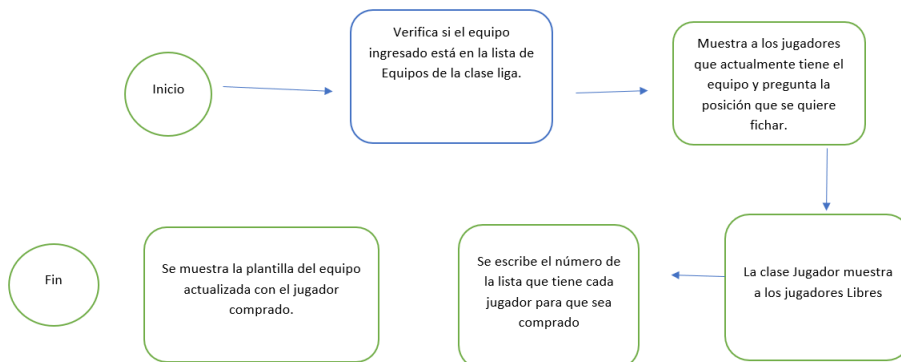 Inicio
Verifica si el equipo
ingresado está en la lista de
Equipos de la clase liga.
Muestra a los jugadores
que actualmente tiene el
equipo y pregunta la
posición que se quiere
fichar.
La clase Jugador muestra
a los jugadores Libres
Se escribe el número de
la lista que tiene cada
jugador para que sea
comprado
Se muestra la plantilla del equipo
actualizada con el jugador
comprado.
Fin